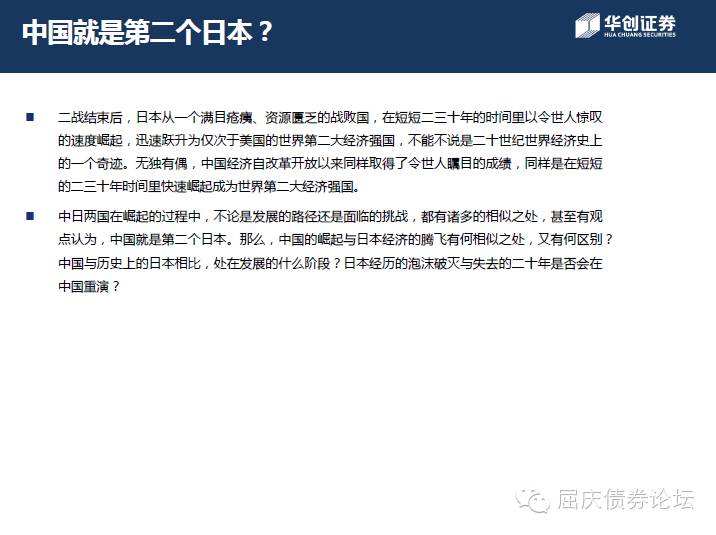 中国就是第二个日本？
华创证券
HUA CHUANG SECURITIES
■ 二战结束后，日本从一个满目疮痍、资源匮乏的战败国，在短短二三十年的时间里以令世人惊叹
的速度崛起，迅速跃升为仅次于美国的世界第二大经济强国，不能不说是二十世纪世界经济史上
的一个奇迹。无独有偶，中国经济自改革开放以来同样取得了令世人瞩目的成绩，同样是在短短
的二三十年时间里快速崛起成为世界第二大经济强国。
■ 中日两国在崛起的过程中，不论是发展的路径还是面临的挑战，都有诸多的相似之处，甚至有观
点认为，中国就是第二个日本。那么，中国的崛起与日本经济的腾飞有何相似之处，又有何区别？
中国与历史上的日本相比，处在发展的什么阶段？日本经历的泡沫破灭与失去的二十年是否会在
中国重演？
屈庆债券论坛